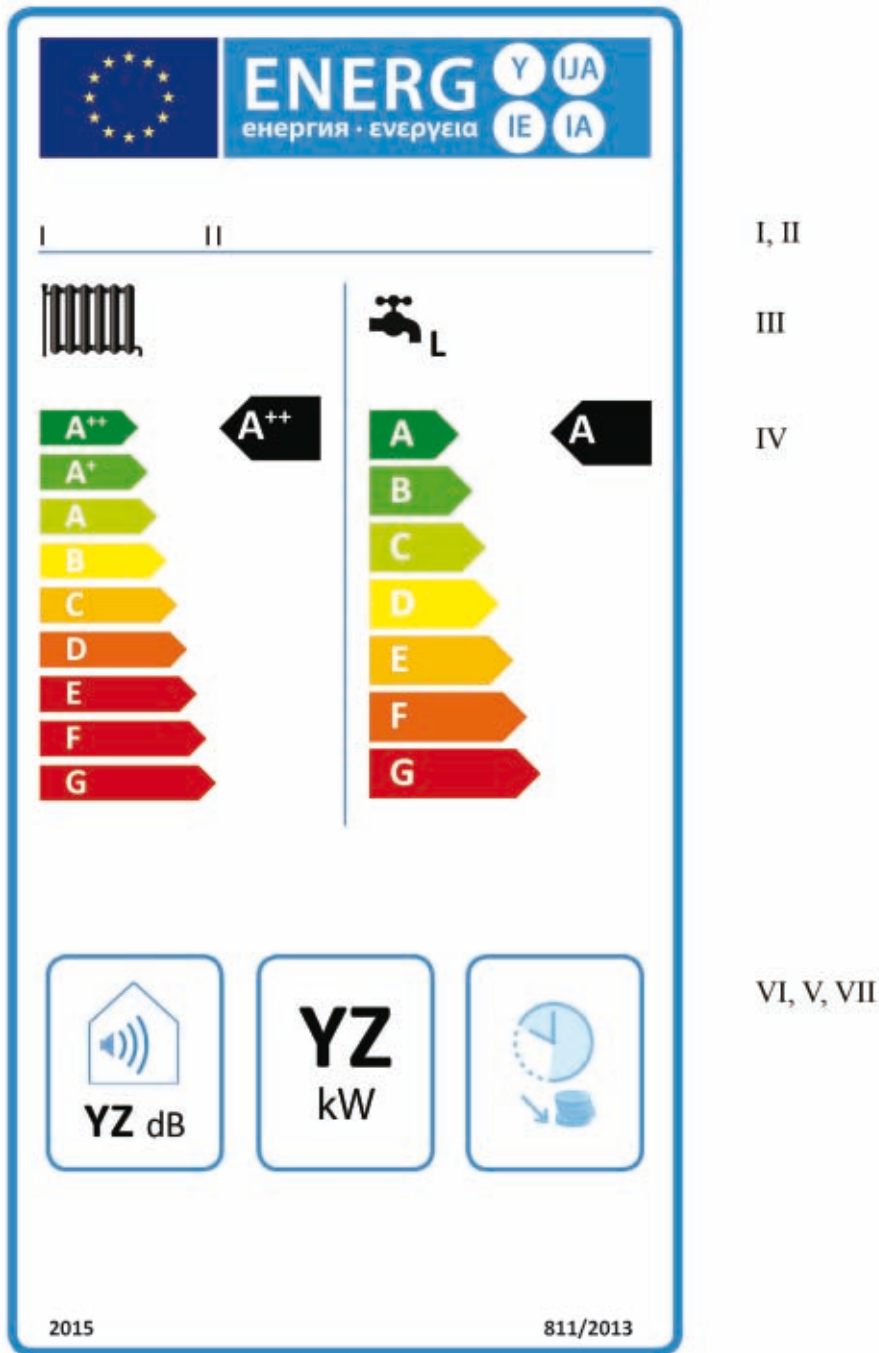 ENERG Y IJA
енергия · ενεργεια IE IA
I II I, II
L III
A++ A++ A A IV
A+
A B
B C
C D
D E
E F
F G
G
YZ dB YZ kW VI, V, VII
2015 811/2013